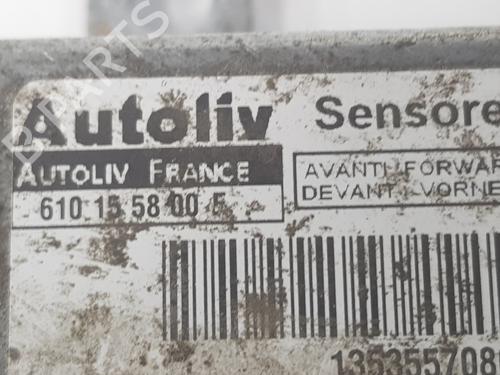 Autoliv Sensore
AUTOLIV FRANCE
AVANTI-FORWAR
610 15 58 00 F
DEVANT-VORNE
135355708